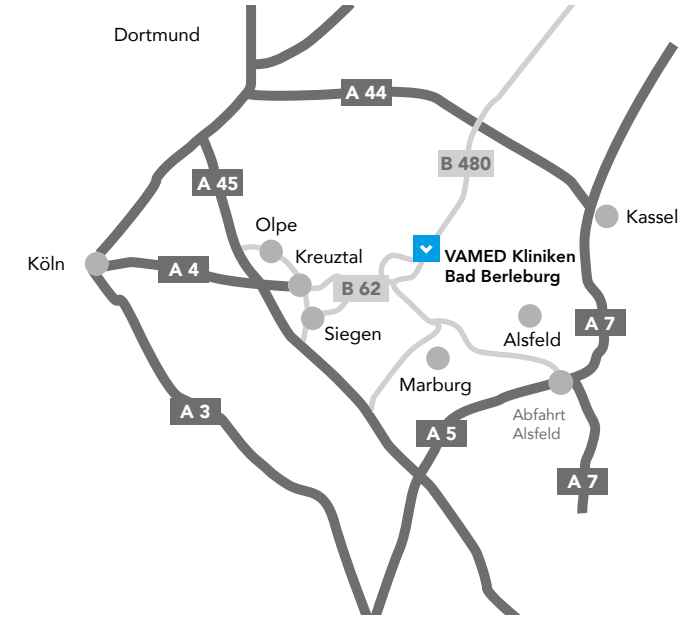 Dortmund
A 44
B 480
A 45
Kassel
Olpe
Kreuztal
VAMED Kliniken
Bad Berleburg
Köln
A 4
B 62
Siegen
A 7
Alsfeld
Marburg
A 3
Abfahrt
Alsfeld
A 5
A 7